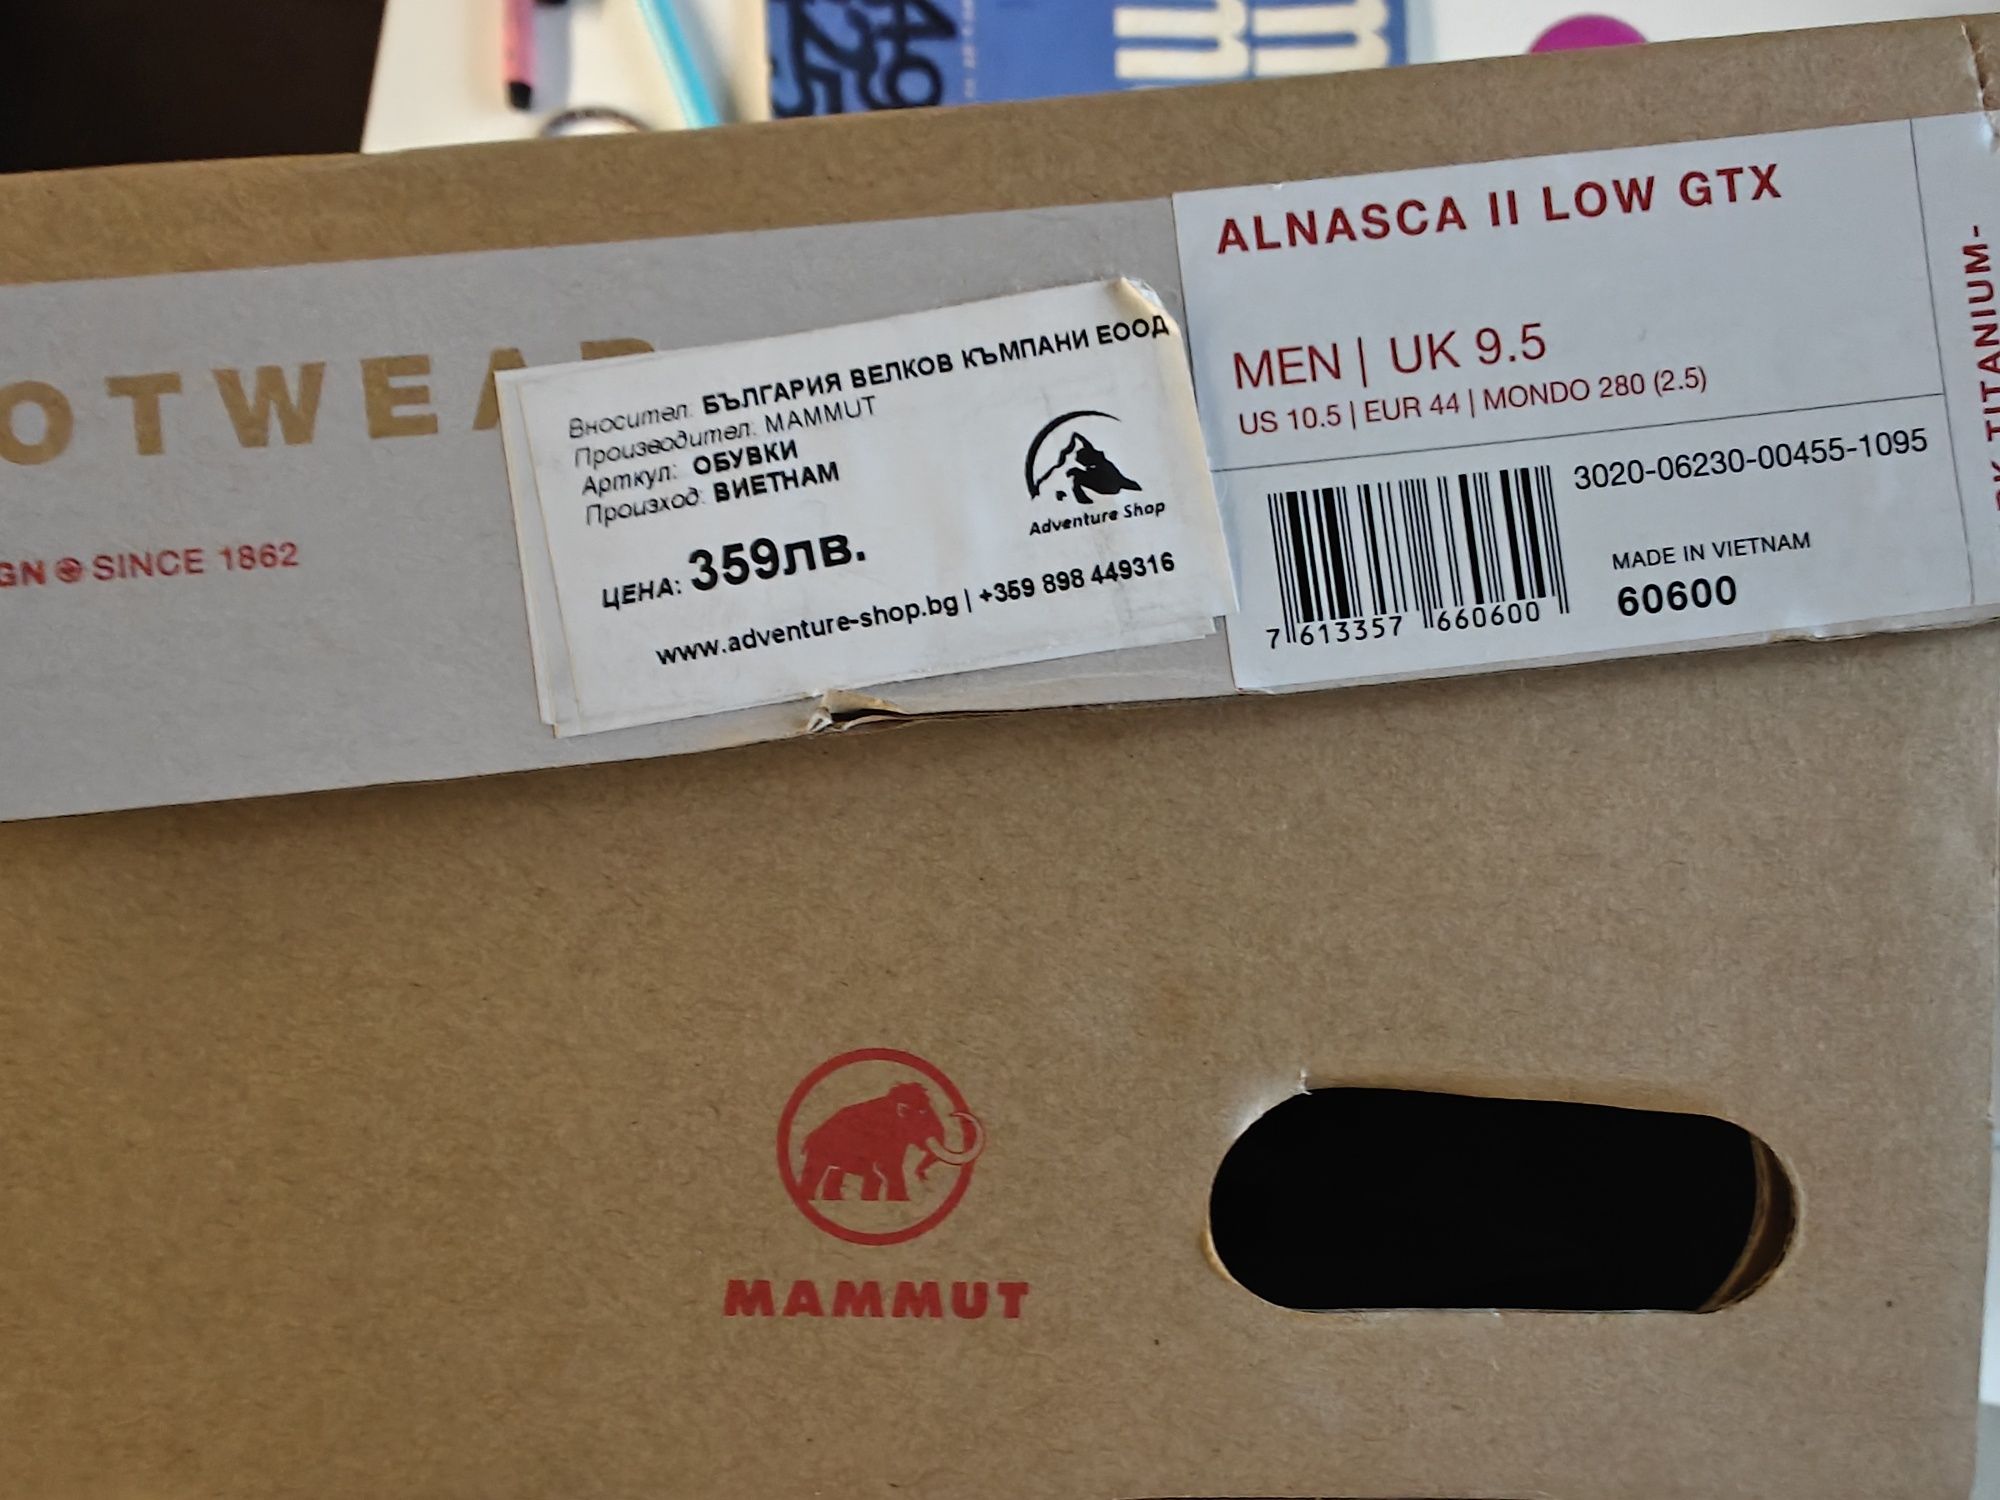 OTWEA
GN SINCE 1862
Вносител: БЪЛГАРИЯ ВЕЛКОВ КЪМПАНИ ЕООД
Производител: MAMMUT
Арткул: ОБУВКИ
Произход: ВИЕТНАМ
ЦЕНА: 359лв.
Adventure Shop
www.adventure-shop.bg | +359 898 449316
ALNASCA II LOW GTX
MEN | UK 9.5
US 10.5 | EUR 44 | MONDO 280 (2.5)
3020-06230-00455-1095
MADE IN VIETNAM
60600
7 613357 660600
TITANIUM-
MAMMUT